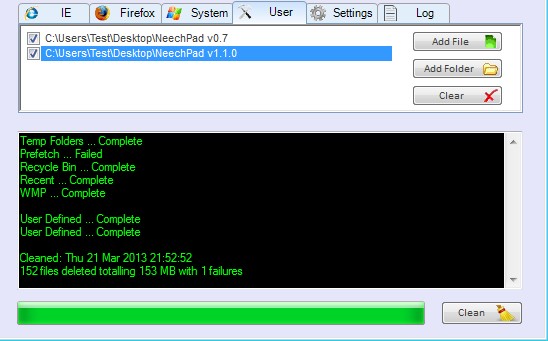 IE Firefox System User Settings Log
C:\Users\Test\Desktop\NeechPad v0.7
C:\Users\Test\Desktop\NeechPad v1.1.0
Add File
Add Folder
Clear
Temp Folders ... Complete
Prefetch ... Failed
Recycle Bin ... Complete
Recent ... Complete
WMP ... Complete
User Defined ... Complete
User Defined ... Complete
Cleaned: Thu 21 Mar 2013 21:52:52
152 files deleted totalling 153 MB with 1 failures
Clean